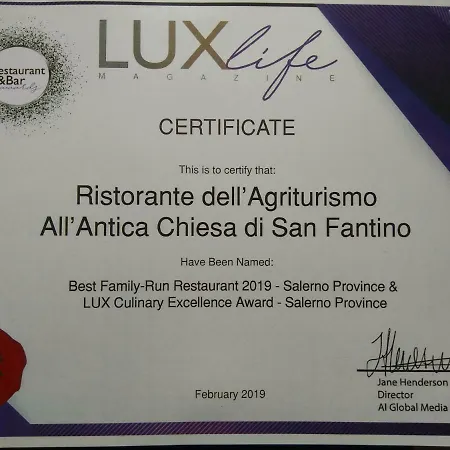 LUXlife
MAGAZINE
Restaurant
&Bar
awards
CERTIFICATE
This is to certify that:
Ristorante dell'Agriturismo
All'Antica Chiesa di San Fantino
Have Been Named:
Best Family-Run Restaurant 2019 - Salerno Province &
LUX Culinary Excellence Award - Salerno Province
Jane Henderson
Director
AI Global Media
February 2019